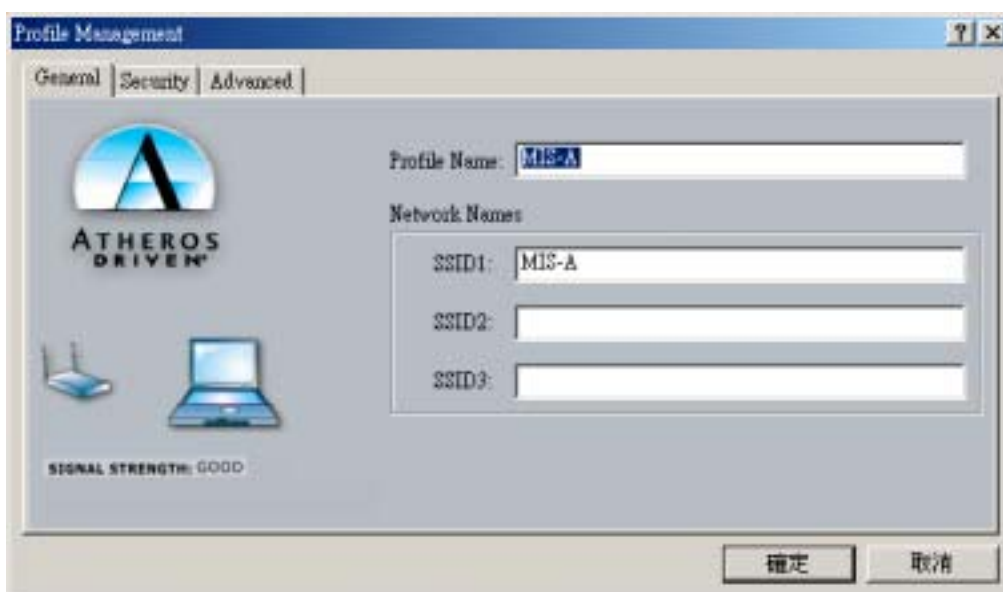 Profile Management
General Security Advanced
ATHEROS
DRIVEN®
Profile Name: MIS-A
Network Names
SSID1: MIS-A
SSID2:
SSID3:
SIGNAL STRENGTH: GOOD
確定 取消